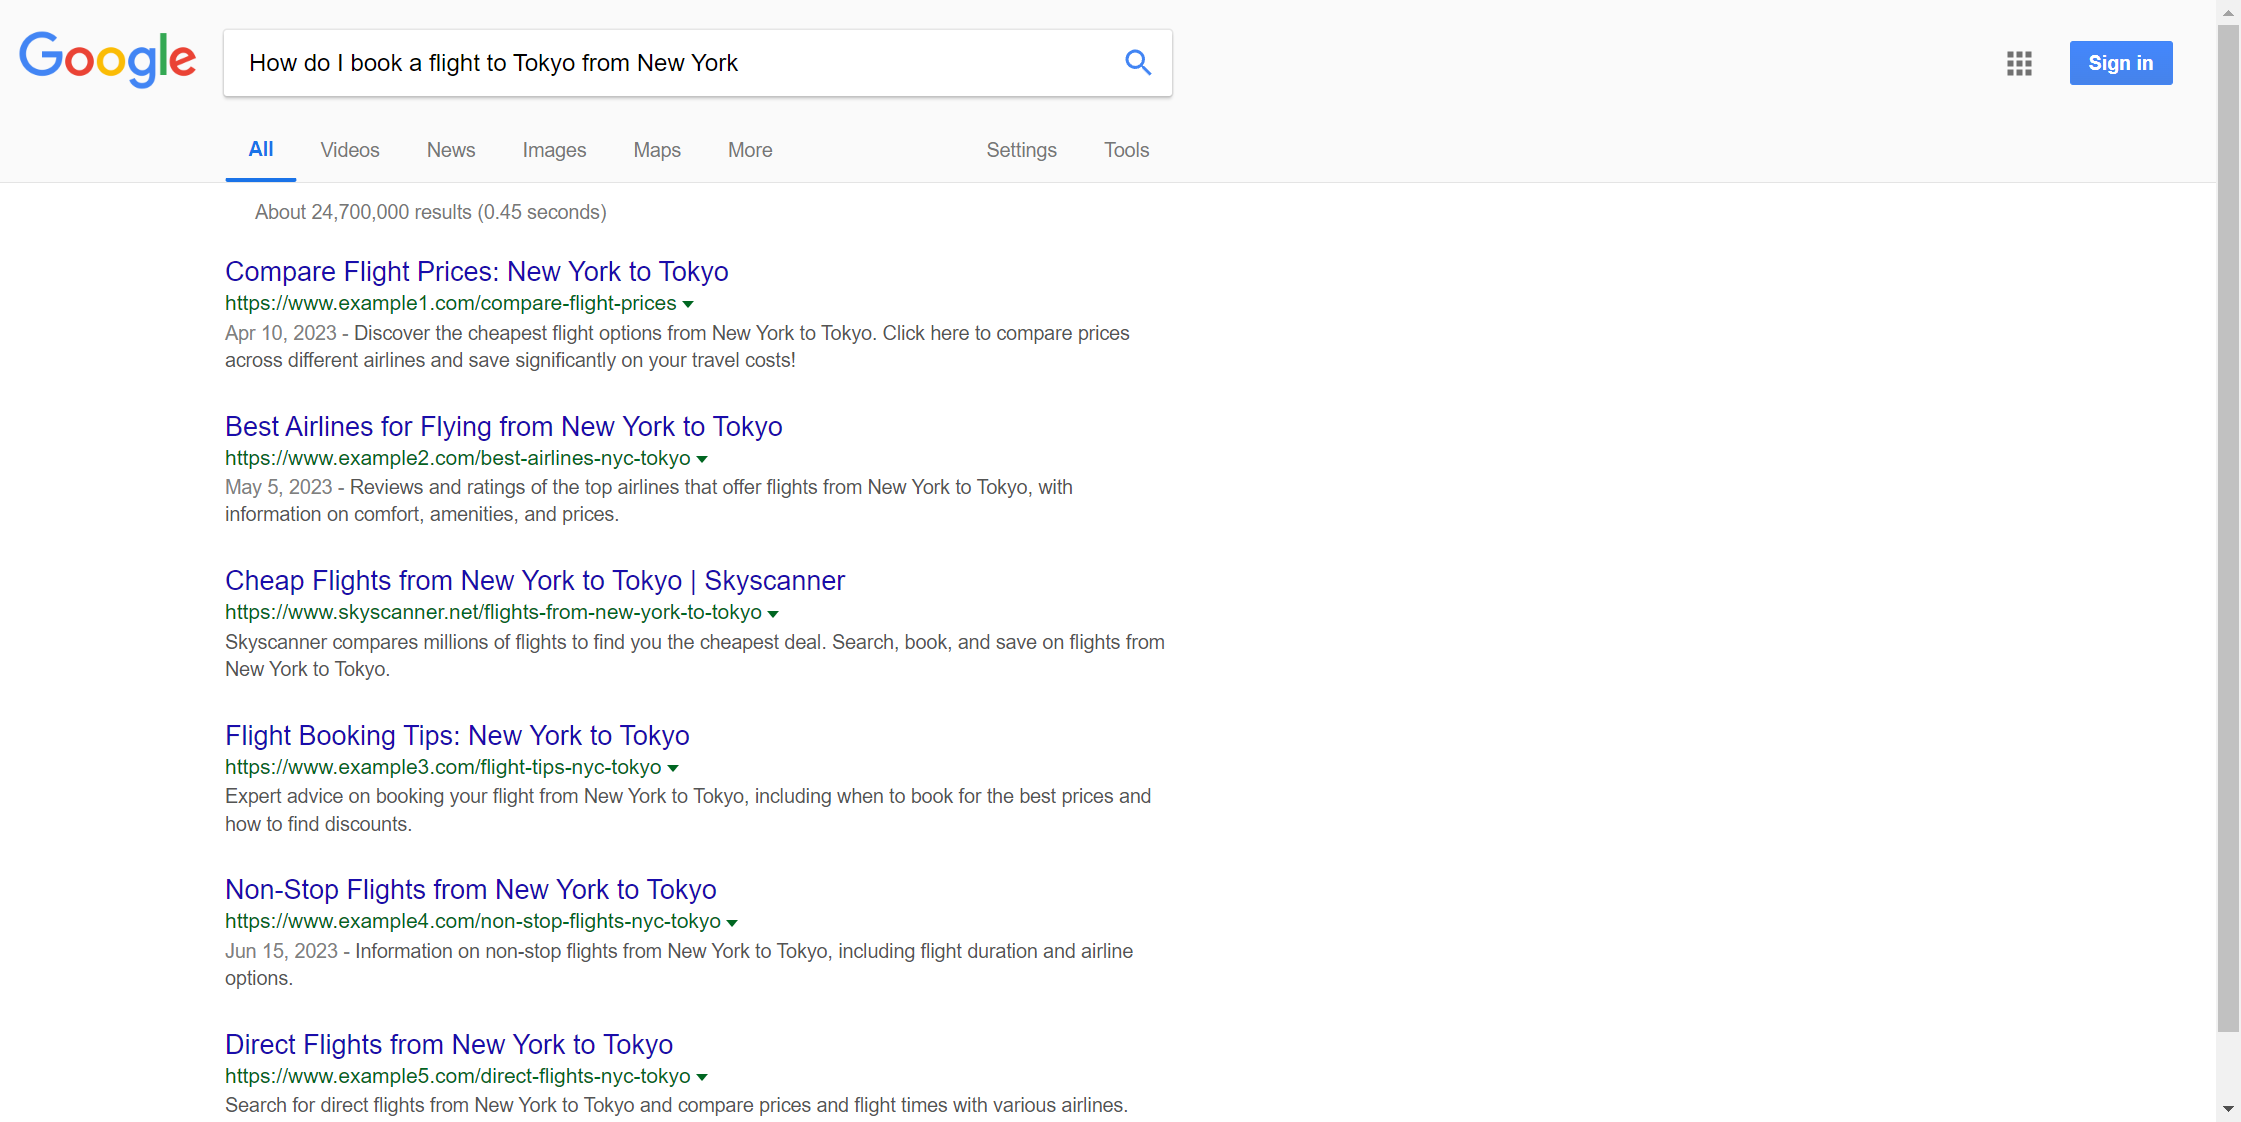 Google
How do I book a flight to Tokyo from New York
Sign in
All Videos News Images Maps More Settings Tools
About 24,700,000 results (0.45 seconds)
Compare Flight Prices: New York to Tokyo
https://www.example1.com/compare-flight-prices
Apr 10, 2023 - Discover the cheapest flight options from New York to Tokyo. Click here to compare prices
across different airlines and save significantly on your travel costs!
Best Airlines for Flying from New York to Tokyo
https://www.example2.com/best-airlines-nyc-tokyo
May 5, 2023 - Reviews and ratings of the top airlines that offer flights from New York to Tokyo, with
information on comfort, amenities, and prices.
Cheap Flights from New York to Tokyo | Skyscanner
https://www.skyscanner.net/flights-from-new-york-to-tokyo
Skyscanner compares millions of flights to find you the cheapest deal. Search, book, and save on flights from
New York to Tokyo.
Flight Booking Tips: New York to Tokyo
https://www.example3.com/flight-tips-nyc-tokyo
Expert advice on booking your flight from New York to Tokyo, including when to book for the best prices and
how to find discounts.
Non-Stop Flights from New York to Tokyo
https://www.example4.com/non-stop-flights-nyc-tokyo
Jun 15, 2023 - Information on non-stop flights from New York to Tokyo, including flight duration and airline
options.
Direct Flights from New York to Tokyo
https://www.example5.com/direct-flights-nyc-tokyo
Search for direct flights from New York to Tokyo and compare prices and flight times with various airlines.